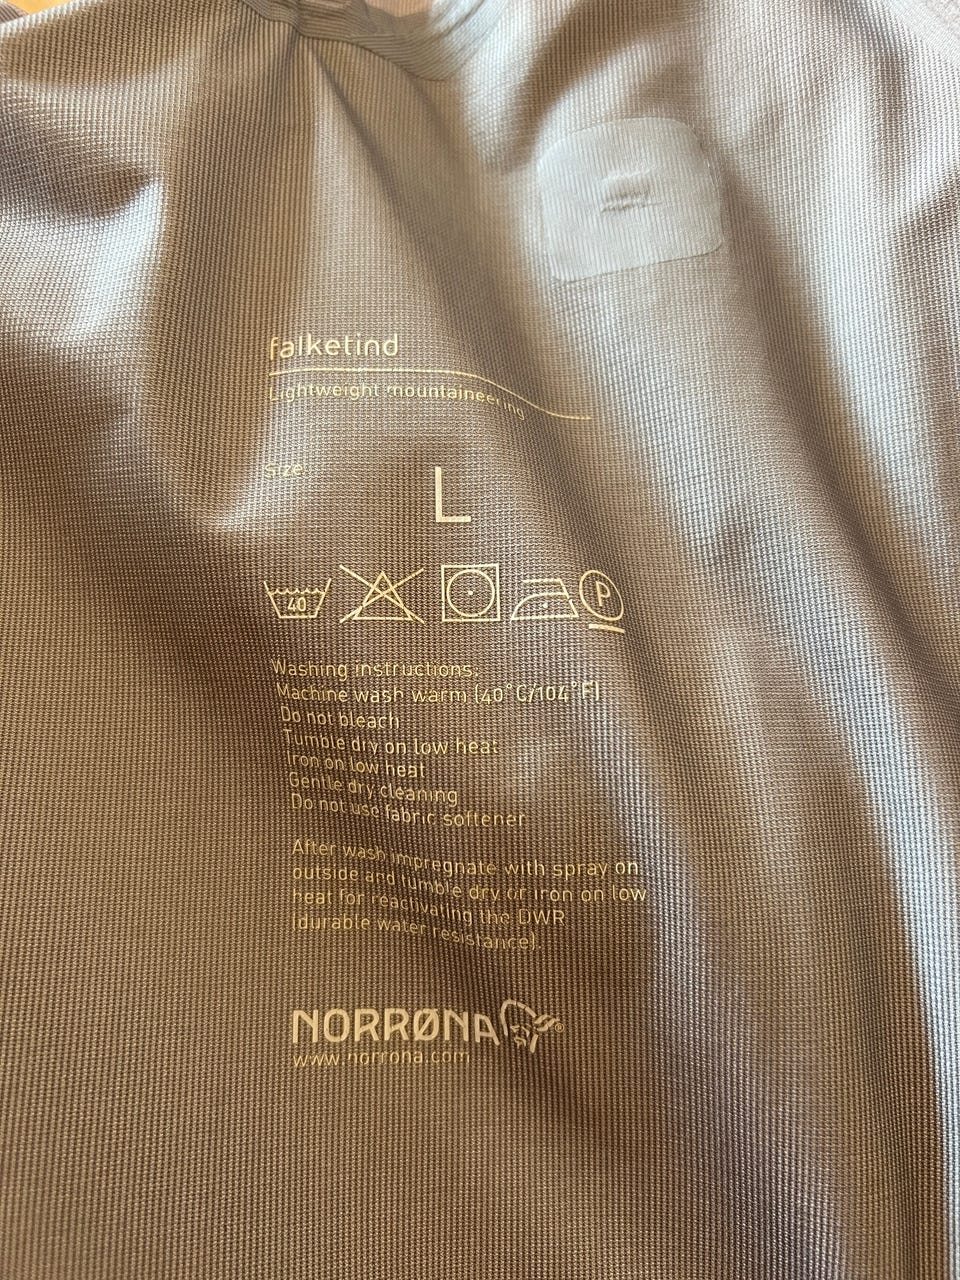 falketind
Lightweight mountaineering
Size:
L
40
P
Washing instructions:
Machine wash warm (40°C/104°F)
Do not bleach
Tumble dry on low heat
Iron on low heat
Gentle dry cleaning
Do not use fabric softener
After wash impregnate with spray on
outside and tumble dry or iron on low
heat for reactivating the DWR
(durable water resistance).
NORRØNA®
www.norrona.com